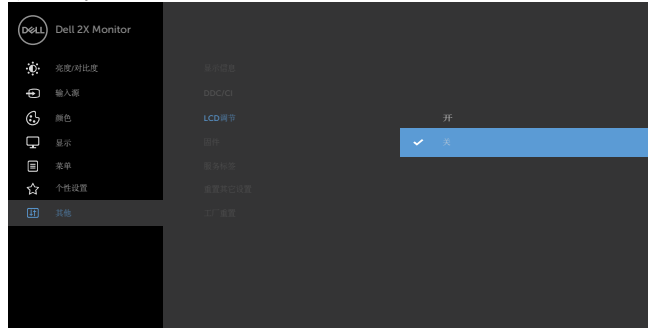 DELL
Dell 2X Monitor
亮度/对比度
输入源
颜色
显示
菜单
个性设置
其他
显示信息
DDC/CI
LCD调节
固件
服务标签
重置其它设置
工厂重置
开
关